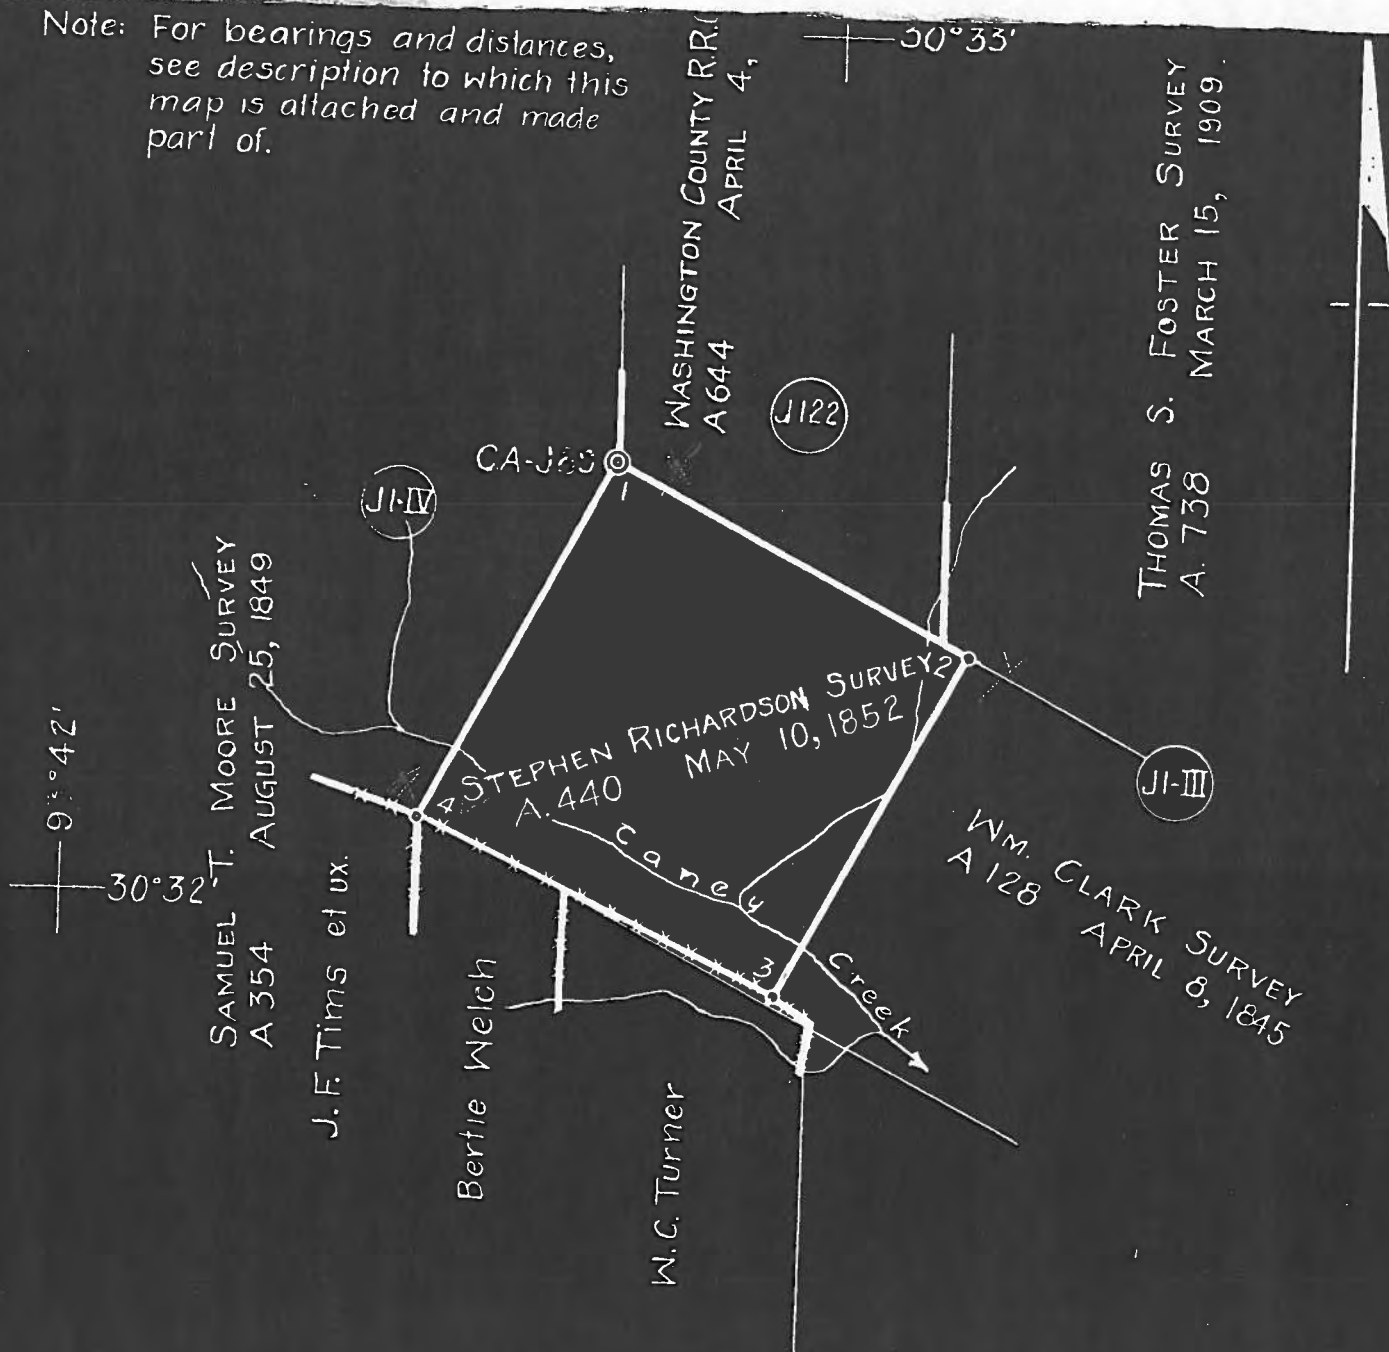 Note: For bearings and distances,
see description to which this
map is attached and made
part of.
WASHINGTON COUNTY R.R.
A 644 APRIL 4,
30°33'
THOMAS S. FOSTER SURVEY
A. 738 MARCH 15, 1909.
J122
CA-J
1
J1-IV
SAMUEL T. MOORE SURVEY
A 354 AUGUST 25, 1849
STEPHEN RICHARDSON SURVEY
A. 440 MAY 10, 1852
2
J1-III
42'
30°32'
4
Caney Creek
3
WM. CLARK SURVEY
A 128 APRIL 8, 1845
J. F. Tims et ux.
Bertie Welch
W. C. Turner